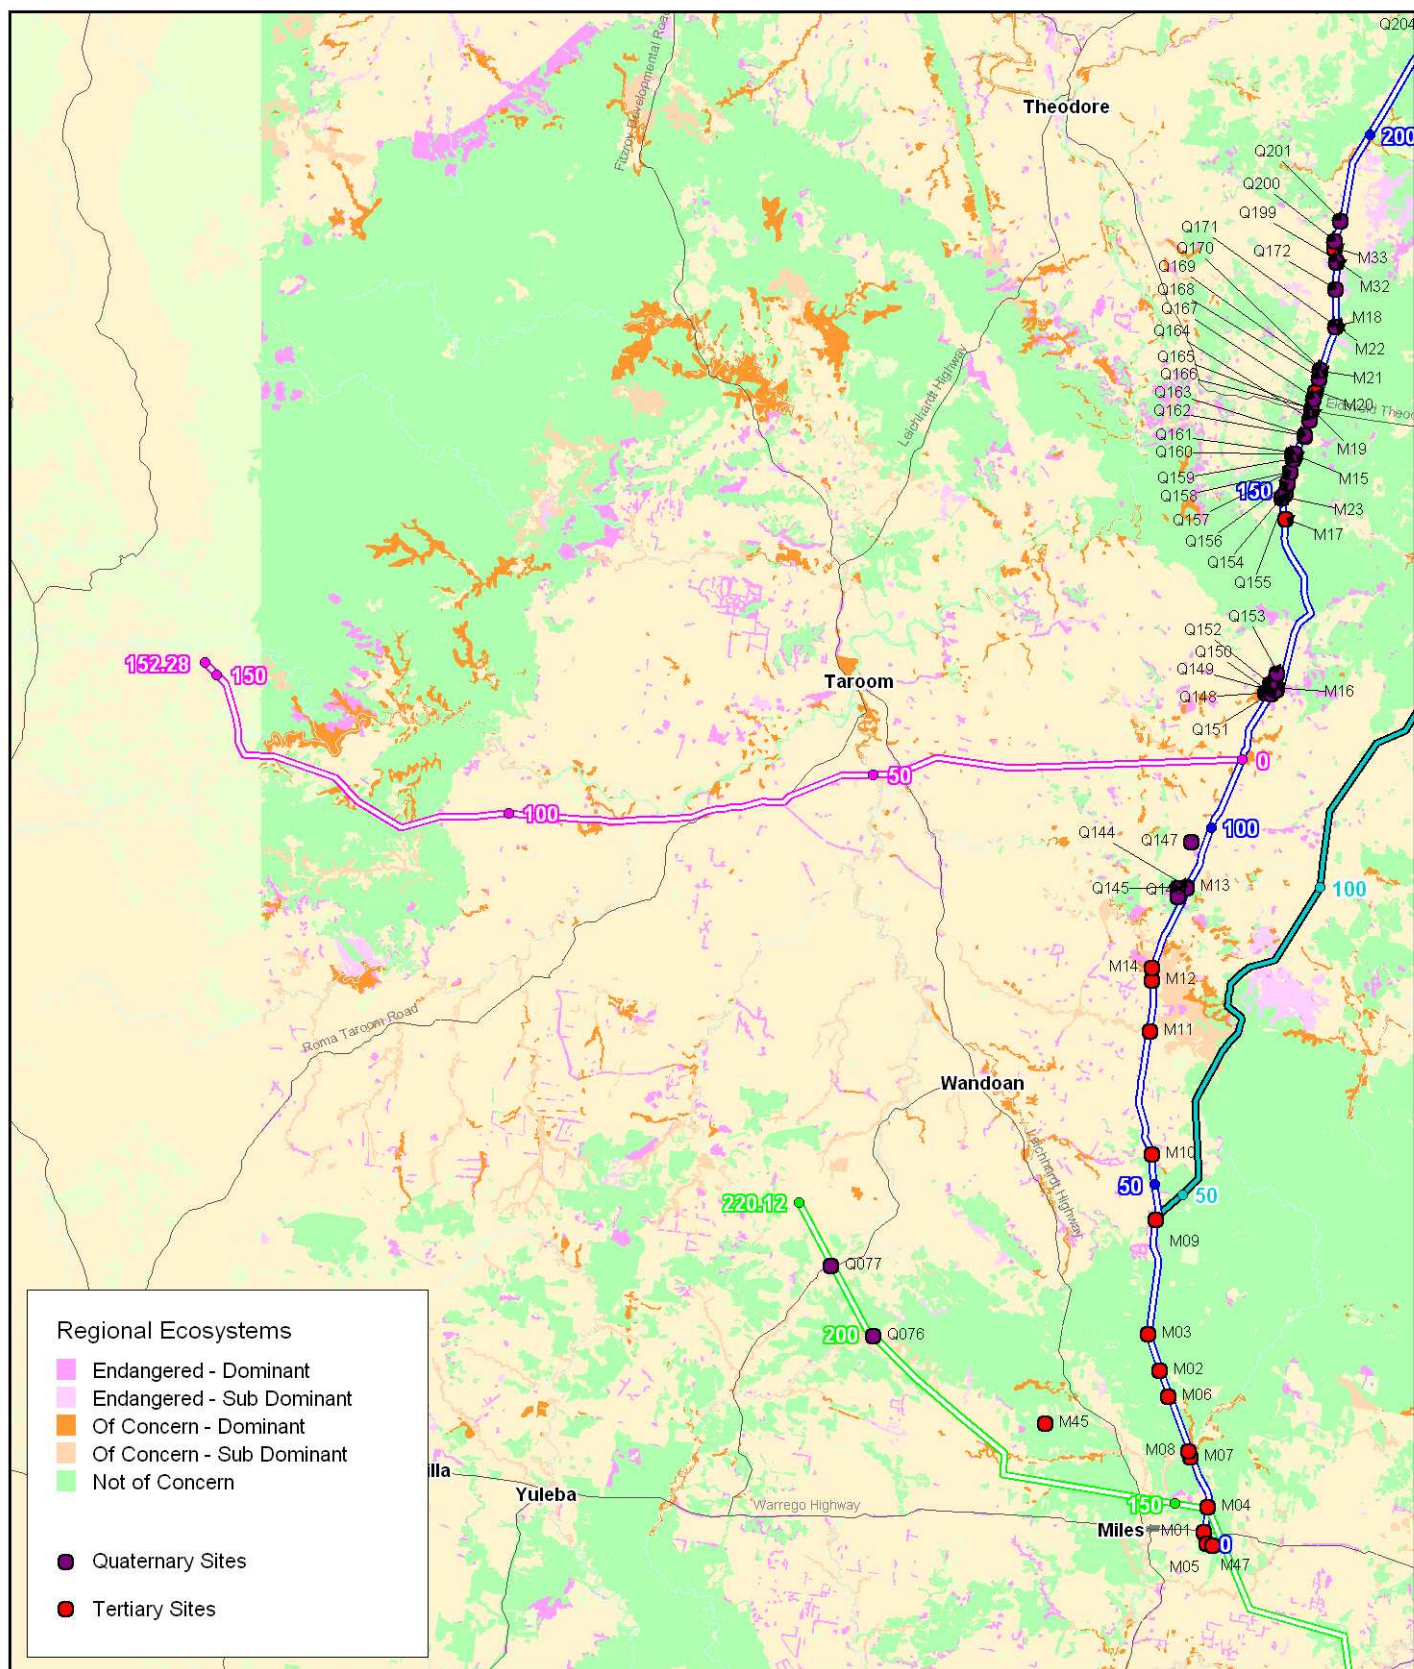 Q204
Theodore
Fitzroy Developmental Road
200
Q201
Q200
Q199
Q171
Q170
Q172
M33
Q169
M32
Q168
Q167
M18
Q164
M22
Leichhardt Highway
Q165
Q166
M21
Q163
M20
Q162
Q161
M19
Q160
Q159
M15
150
Q158
M23
Q157
M17
Q156
Q154
Q155
Q153
Q152
Q150
Q149
152.28
150
Taroom
Q148
M16
Q151
0
50
100
100
Q144
Q147
Q145
M13
100
M14
M12
Roma Taroom Road
M11
Wandoan
Leichhardt Highway
M10
50
50
220.12
M09
Q077
200
Q076
M03
M02
M06
M45
M08
M07
illa
Yuleba
Warrego Highway
150
M04
Miles
M01
0
M05
M47
Regional Ecosystems
Endangered - Dominant
Endangered - Sub Dominant
Of Concern - Dominant
Of Concern - Sub Dominant
Not of Concern
Quaternary Sites
Tertiary Sites